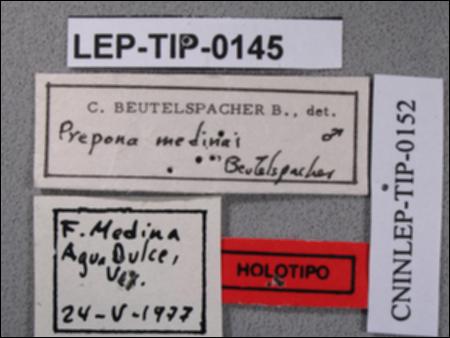 LEP-TIP-0145
C. BEUTELSPACHER B., det.
Prepona medinai ♂
Beutelspacher
F. Medina
Agua Dulce,
Ver.
24-V-1977
HOLOTIPO
CNINLEP-TIP-0152